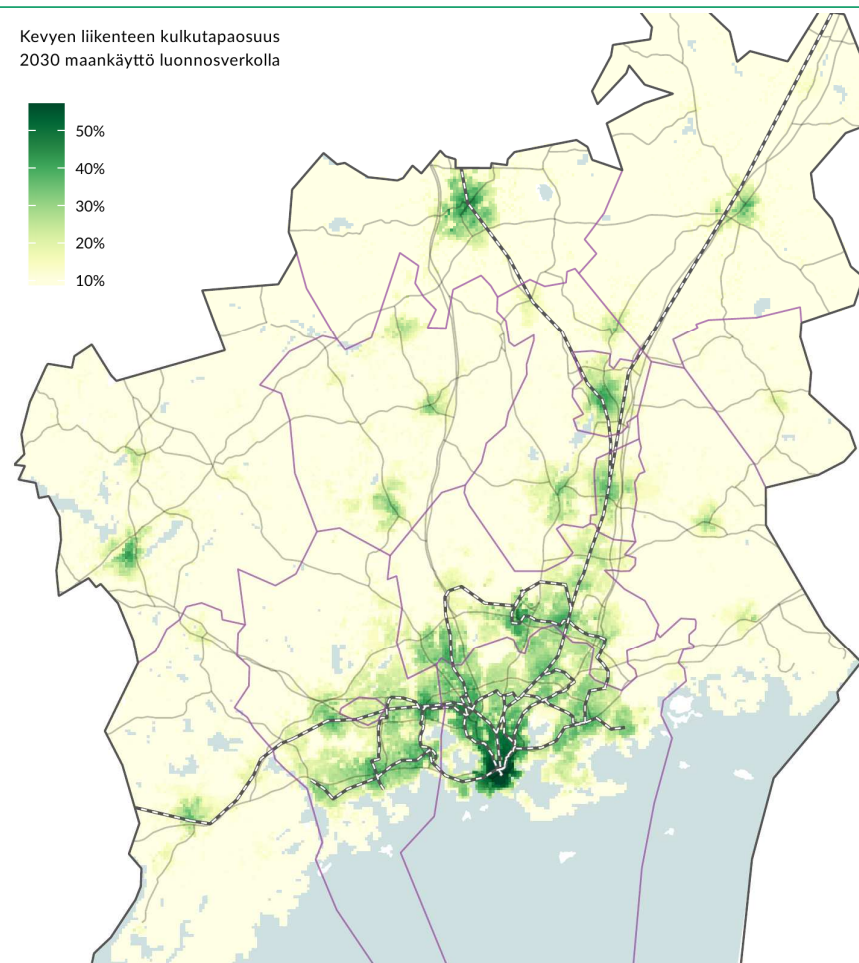 Kevyen liikenteen kulkutapaosuus
2030 maankäyttö luonnosverkolla
50%
40%
30%
20%
10%